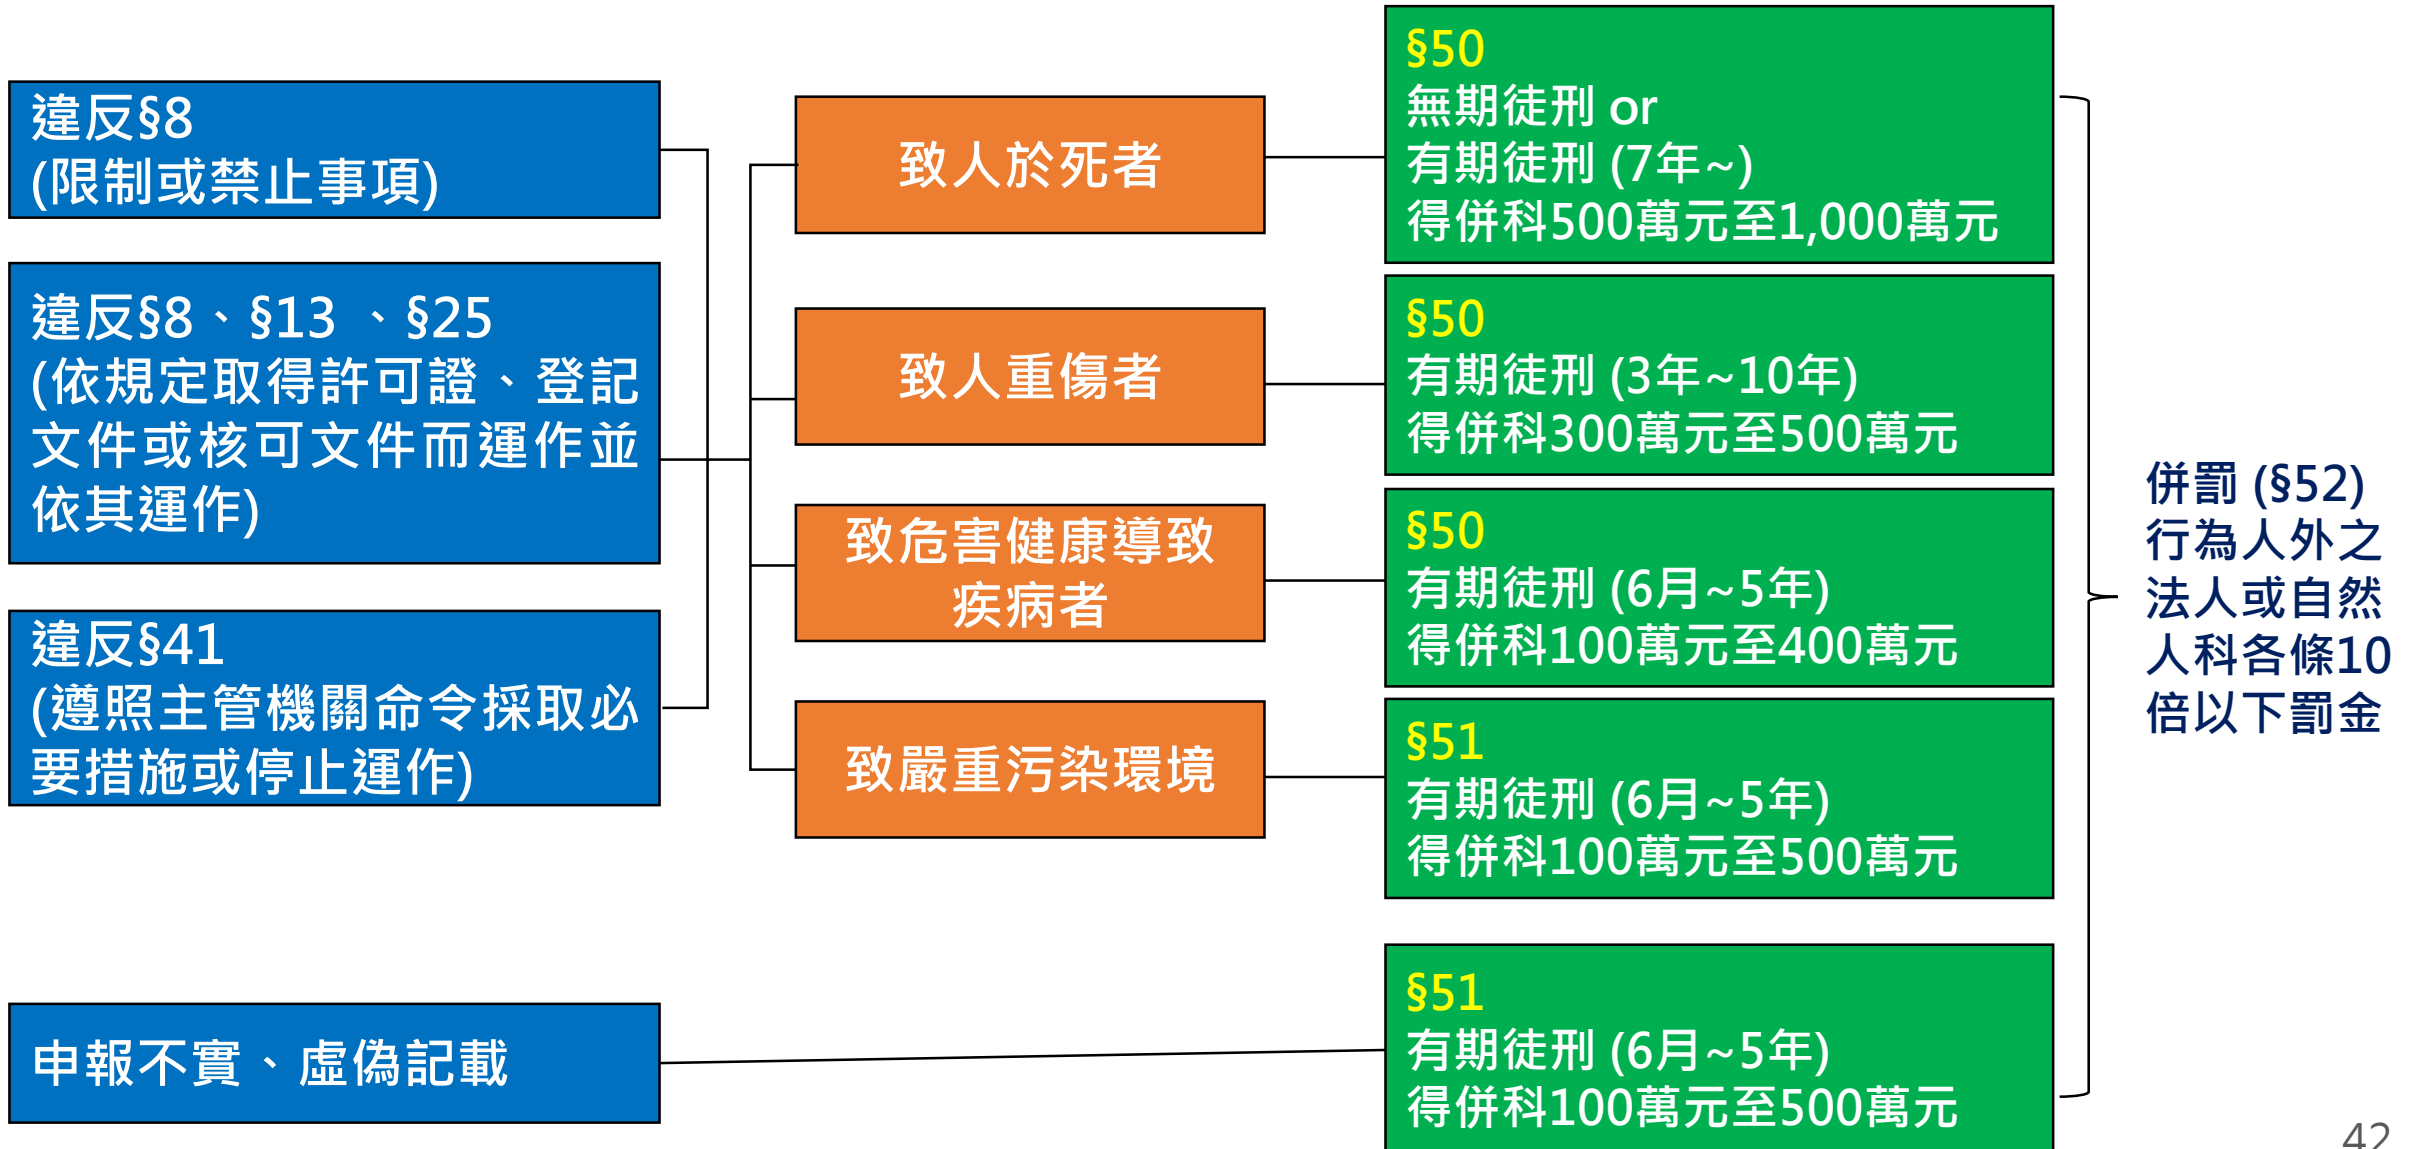 違反§8
(限制或禁止事項)
違反§8、§13 、§25
(依規定取得許可證、登記
文件或核可文件而運作並
依其運作)
違反§41
(遵照主管機關命令採取必
要措施或停止運作)
申報不實、虛偽記載
致人於死者
致人重傷者
致危害健康導致
疾病者
致嚴重污染環境
§50
無期徒刑 or
有期徒刑 (7年~)
得併科500萬元至1,000萬元
§50
有期徒刑 (3年~10年)
得併科300萬元至500萬元
§50
有期徒刑 (6月~5年)
得併科100萬元至400萬元
§51
有期徒刑 (6月~5年)
得併科100萬元至500萬元
§51
有期徒刑 (6月~5年)
得併科100萬元至500萬元
併罰 (§52)
行為人外之
法人或自然
人科各條10
倍以下罰金
42